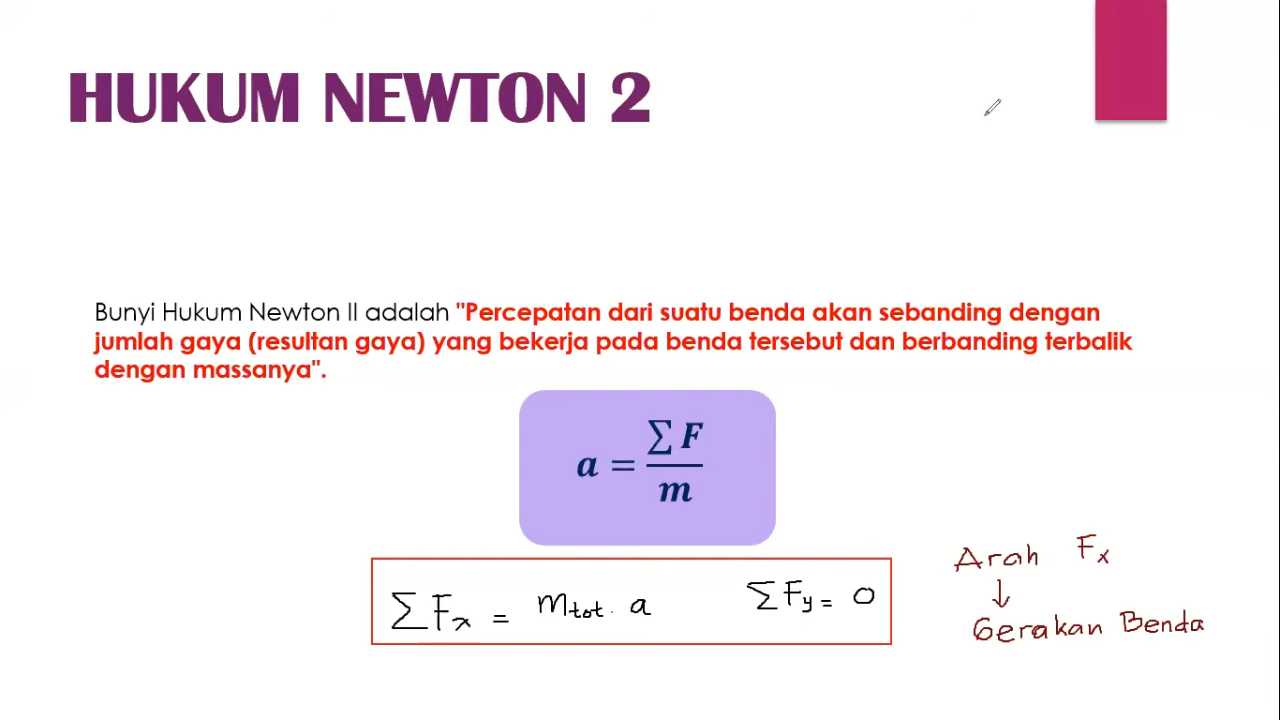 HUKUM NEWTON 2
Bunyi Hukum Newton II adalah "Percepatan dari suatu benda akan sebanding dengan
jumlah gaya (resultan gaya) yang bekerja pada benda tersebut dan berbanding terbalik
dengan massanya".
a = ∑ F / m
∑ Fx = mtot. a ∑ Fy = 0
Arah Fx
↓
Gerakan Benda